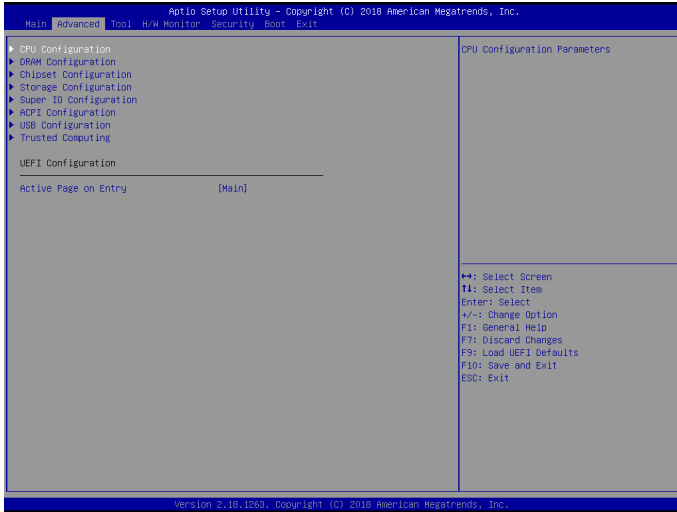 Aptio Setup Utility – Copyright (C) 2018 American Megatrends, Inc.
Main Advanced Tool H/W Monitor Security Boot Exit
CPU Configuration
DRAM Configuration
Chipset Configuration
Storage Configuration
Super IO Configuration
ACPI Configuration
USB Configuration
Trusted Computing
UEFI Configuration
Active Page on Entry [Main]
CPU Configuration Parameters
↔: Select Screen
↑↓: Select Item
Enter: Select
+/-: Change Option
F1: General Help
F7: Discard Changes
F9: Load UEFI Defaults
F10: Save and Exit
ESC: Exit
Version 2.18.1263. Copyright (C) 2018 American Megatrends, Inc.